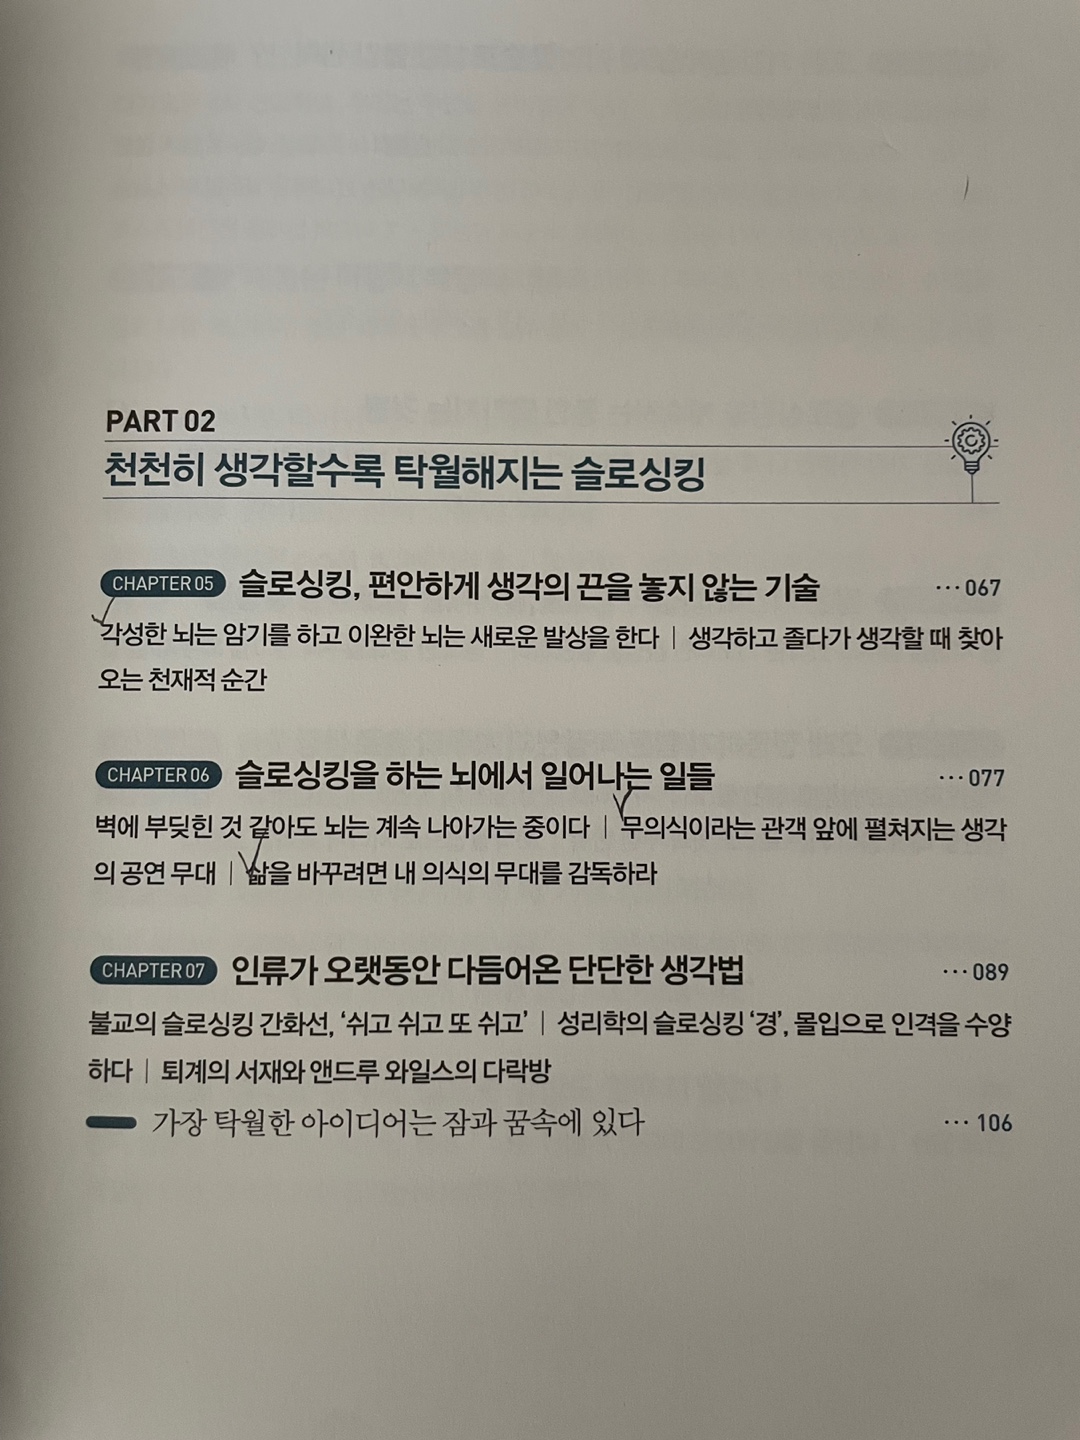 PART 02
천천히 생각할수록 탁월해지는 슬로싱킹
CHAPTER 05 슬로싱킹, 편안하게 생각의 끈을 놓지 않는 기술 ··· 067
각성한 뇌는 암기를 하고 이완한 뇌는 새로운 발상을 한다 | 생각하고 졸다가 생각할 때 찾아
오는 천재적 순간
CHAPTER 06 슬로싱킹을 하는 뇌에서 일어나는 일들 ··· 077
벽에 부딪힌 것 같아도 뇌는 계속 나아가는 중이다 | 무의식이라는 관객 앞에 펼쳐지는 생각
의 공연 무대 | 삶을 바꾸려면 내 의식의 무대를 감독하라
CHAPTER 07 인류가 오랫동안 다듬어온 단단한 생각법 ··· 089
불교의 슬로싱킹 간화선, ‘쉬고 쉬고 또 쉬고’ | 성리학의 슬로싱킹 ‘경’, 몰입으로 인격을 수양
하다 | 퇴계의 서재와 앤드루 와일스의 다락방
가장 탁월한 아이디어는 잠과 꿈속에 있다 ··· 106